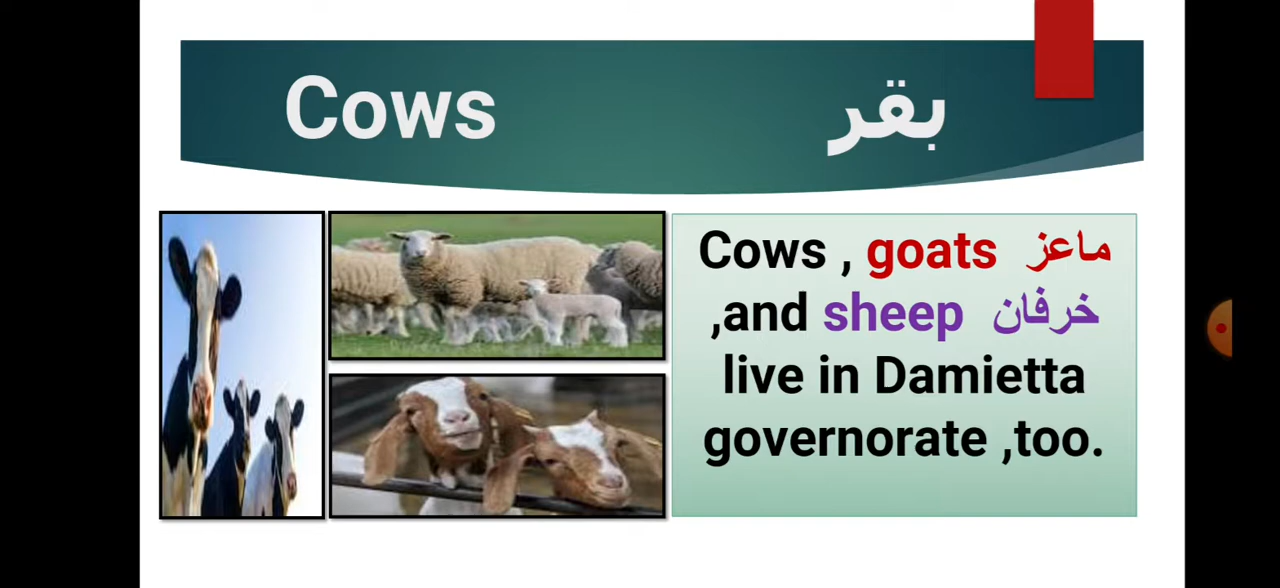 Cows بقر
Cows , goats ماعز
,and sheep خرفان
live in Damietta
governorate ,too.